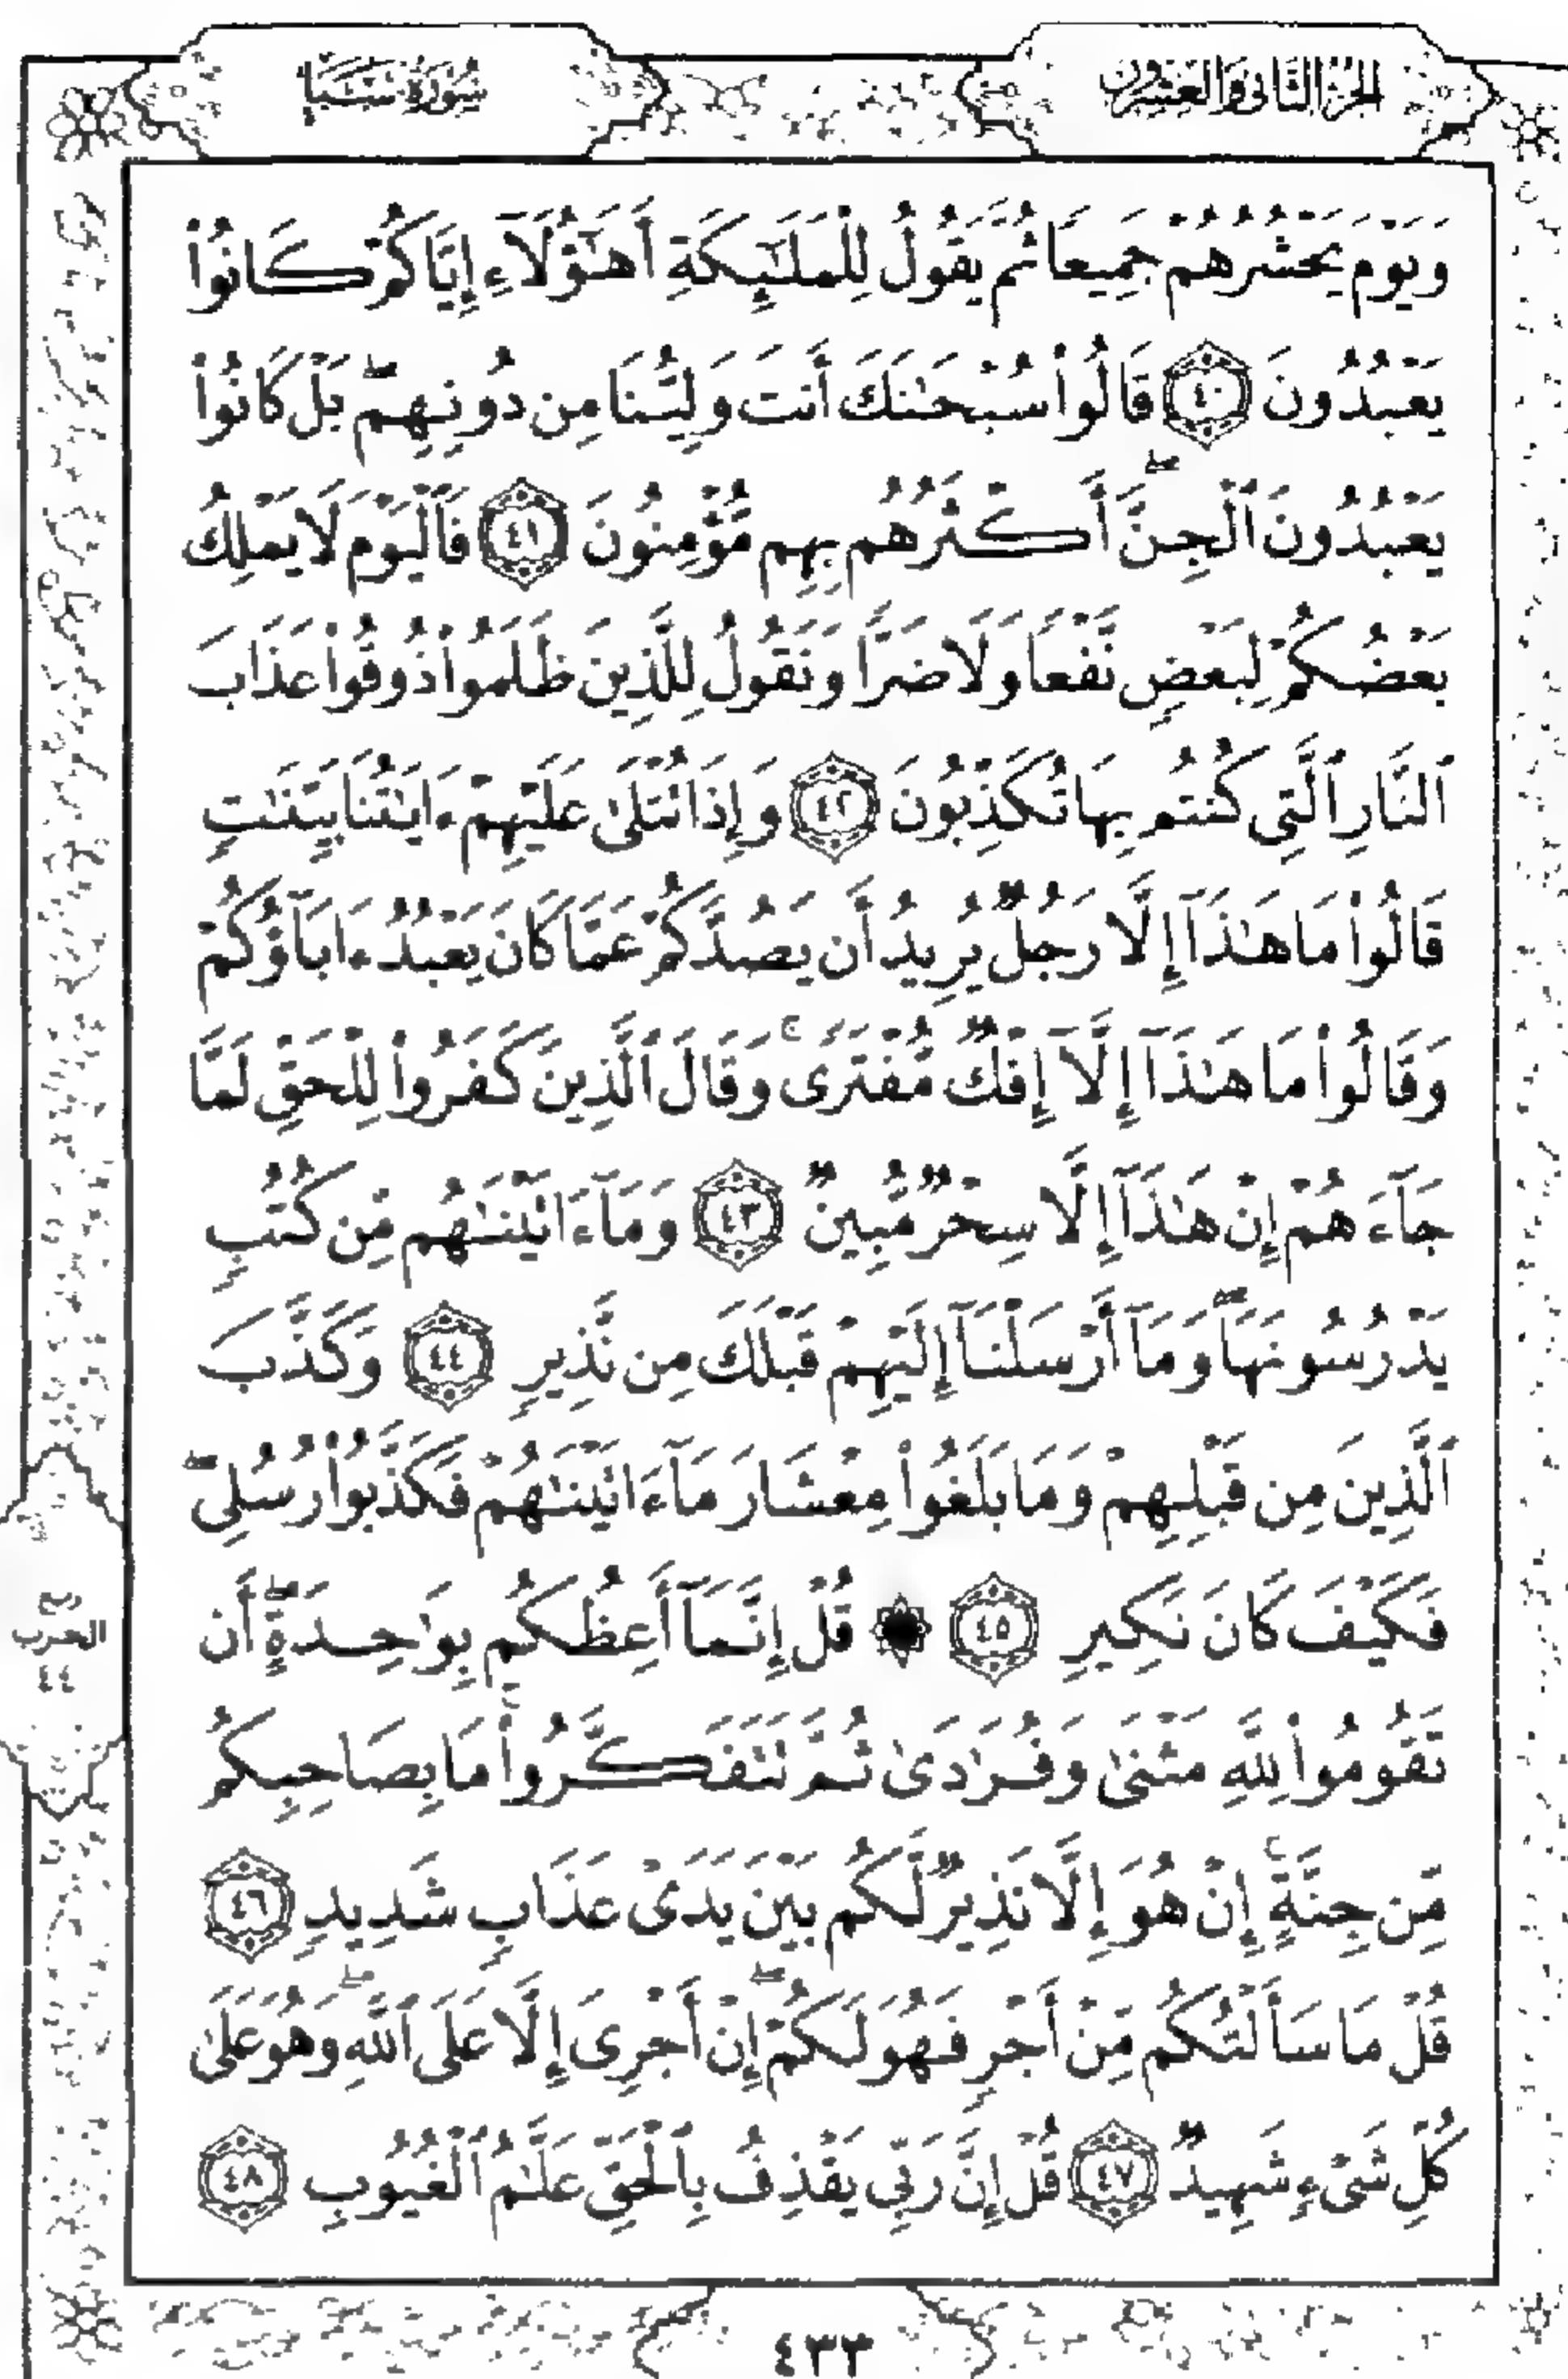 الجزء الثاني والعشرون
سورة سبإ
وَيَوْمَ يَحْشُرُهُمْ جَمِيعًا ثُمَّ يَقُولُ لِلْمَلَٰٓئِكَةِ أَهَٰٓؤُلَآءِ إِيَّاكُمْ كَانُوا۟
يَعْبُدُونَ ٤٠ قَالُوا۟ سُبْحَٰنَكَ أَنتَ وَلِيُّنَا مِن دُونِهِم ۖ بَلْ كَانُوا۟
يَعْبُدُونَ ٱلْجِنَّ ۖ أَكْثَرُهُم بِهِم مُّؤْمِنُونَ ٤١ فَٱلْيَوْمَ لَا يَمْلِكُ
بَعْضُكُمْ لِبَعْضٍ نَّفْعًا وَلَا ضَرًّا وَنَقُولُ لِلَّذِينَ ظَلَمُوا۟ ذُوقُوا۟ عَذَابَ
ٱلنَّارِ ٱلَّتِى كُنتُم بِهَا تُكَذِّبُونَ ٤٢ وَإِذَا تُتْلَىٰ عَلَيْهِمْ ءَايَٰتُنَا بَيِّنَٰتٍ
قَالُوا۟ مَا هَٰذَآ إِلَّا رَجُلٌ يُرِيدُ أَن يَصُدَّكُمْ عَمَّا كَانَ يَعْبُدُ ءَابَآؤُكُمْ
وَقَالُوا۟ مَا هَٰذَآ إِلَّآ إِفْكٌ مُّفْتَرًى ۚ وَقَالَ ٱلَّذِينَ كَفَرُوا۟ لِلْحَقِّ لَمَّا
جَآءَهُمْ إِنْ هَٰذَآ إِلَّا سِحْرٌ مُّبِينٌ ٤٣ وَمَآ ءَاتَيْنَٰهُم مِّن كُتُبٍ
يَدْرُسُونَهَا ۖ وَمَآ أَرْسَلْنَآ إِلَيْهِمْ قَبْلَكَ مِن نَّذِيرٍ ٤٤ وَكَذَّبَ
ٱلَّذِينَ مِن قَبْلِهِمْ وَمَا بَلَغُوا۟ مِعْشَارَ مَآ ءَاتَيْنَٰهُمْ فَكَذَّبُوا۟ رُسُلِى ۖ
فَكَيْفَ كَانَ نَكِيرِ ٤٥ ۞ قُلْ إِنَّمَآ أَعِظُكُم بِوَٰحِدَةٍ ۖ أَن
تَقُومُوا۟ لِلَّهِ مَثْنَىٰ وَفُرَٰدَىٰ ثُمَّ تَتَفَكَّرُوا۟ ۚ مَا بِصَاحِبِكُم
مِّن جِنَّةٍ ۚ إِنْ هُوَ إِلَّا نَذِيرٌ لَّكُم بَيْنَ يَدَىْ عَذَابٍ شَدِيدٍ ٤٦
قُلْ مَا سَأَلْتُكُم مِّنْ أَجْرٍ فَهُوَ لَكُمْ ۖ إِنْ أَجْرِىَ إِلَّا عَلَى ٱللَّهِ ۖ وَهُوَ عَلَىٰ
كُلِّ شَىْءٍ شَهِيدٌ ٤٧ قُلْ إِنَّ رَبِّى يَقْذِفُ بِٱلْحَقِّ عَلَّٰمُ ٱلْغُيُوبِ ٤٨
الحزب
٤٤
٤٣٣